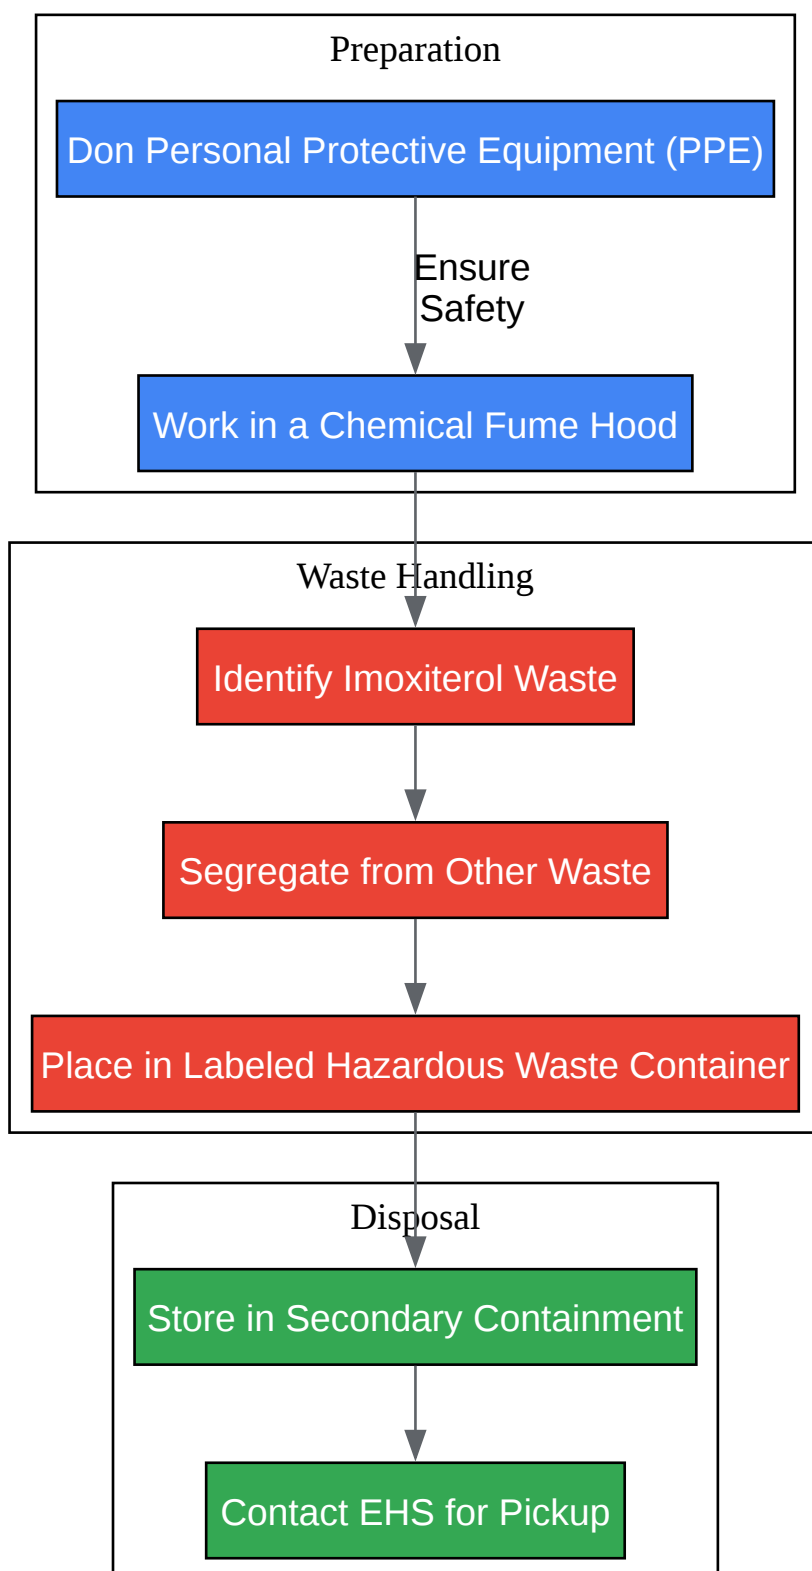 Preparation
Don Personal Protective Equipment (PPE)
Ensure
Safety
Work in a Chemical Fume Hood
Waste Handling
Identify Imoxiterol Waste
Segregate from Other Waste
Place in Labeled Hazardous Waste Container
Disposal
Store in Secondary Containment
Contact EHS for Pickup